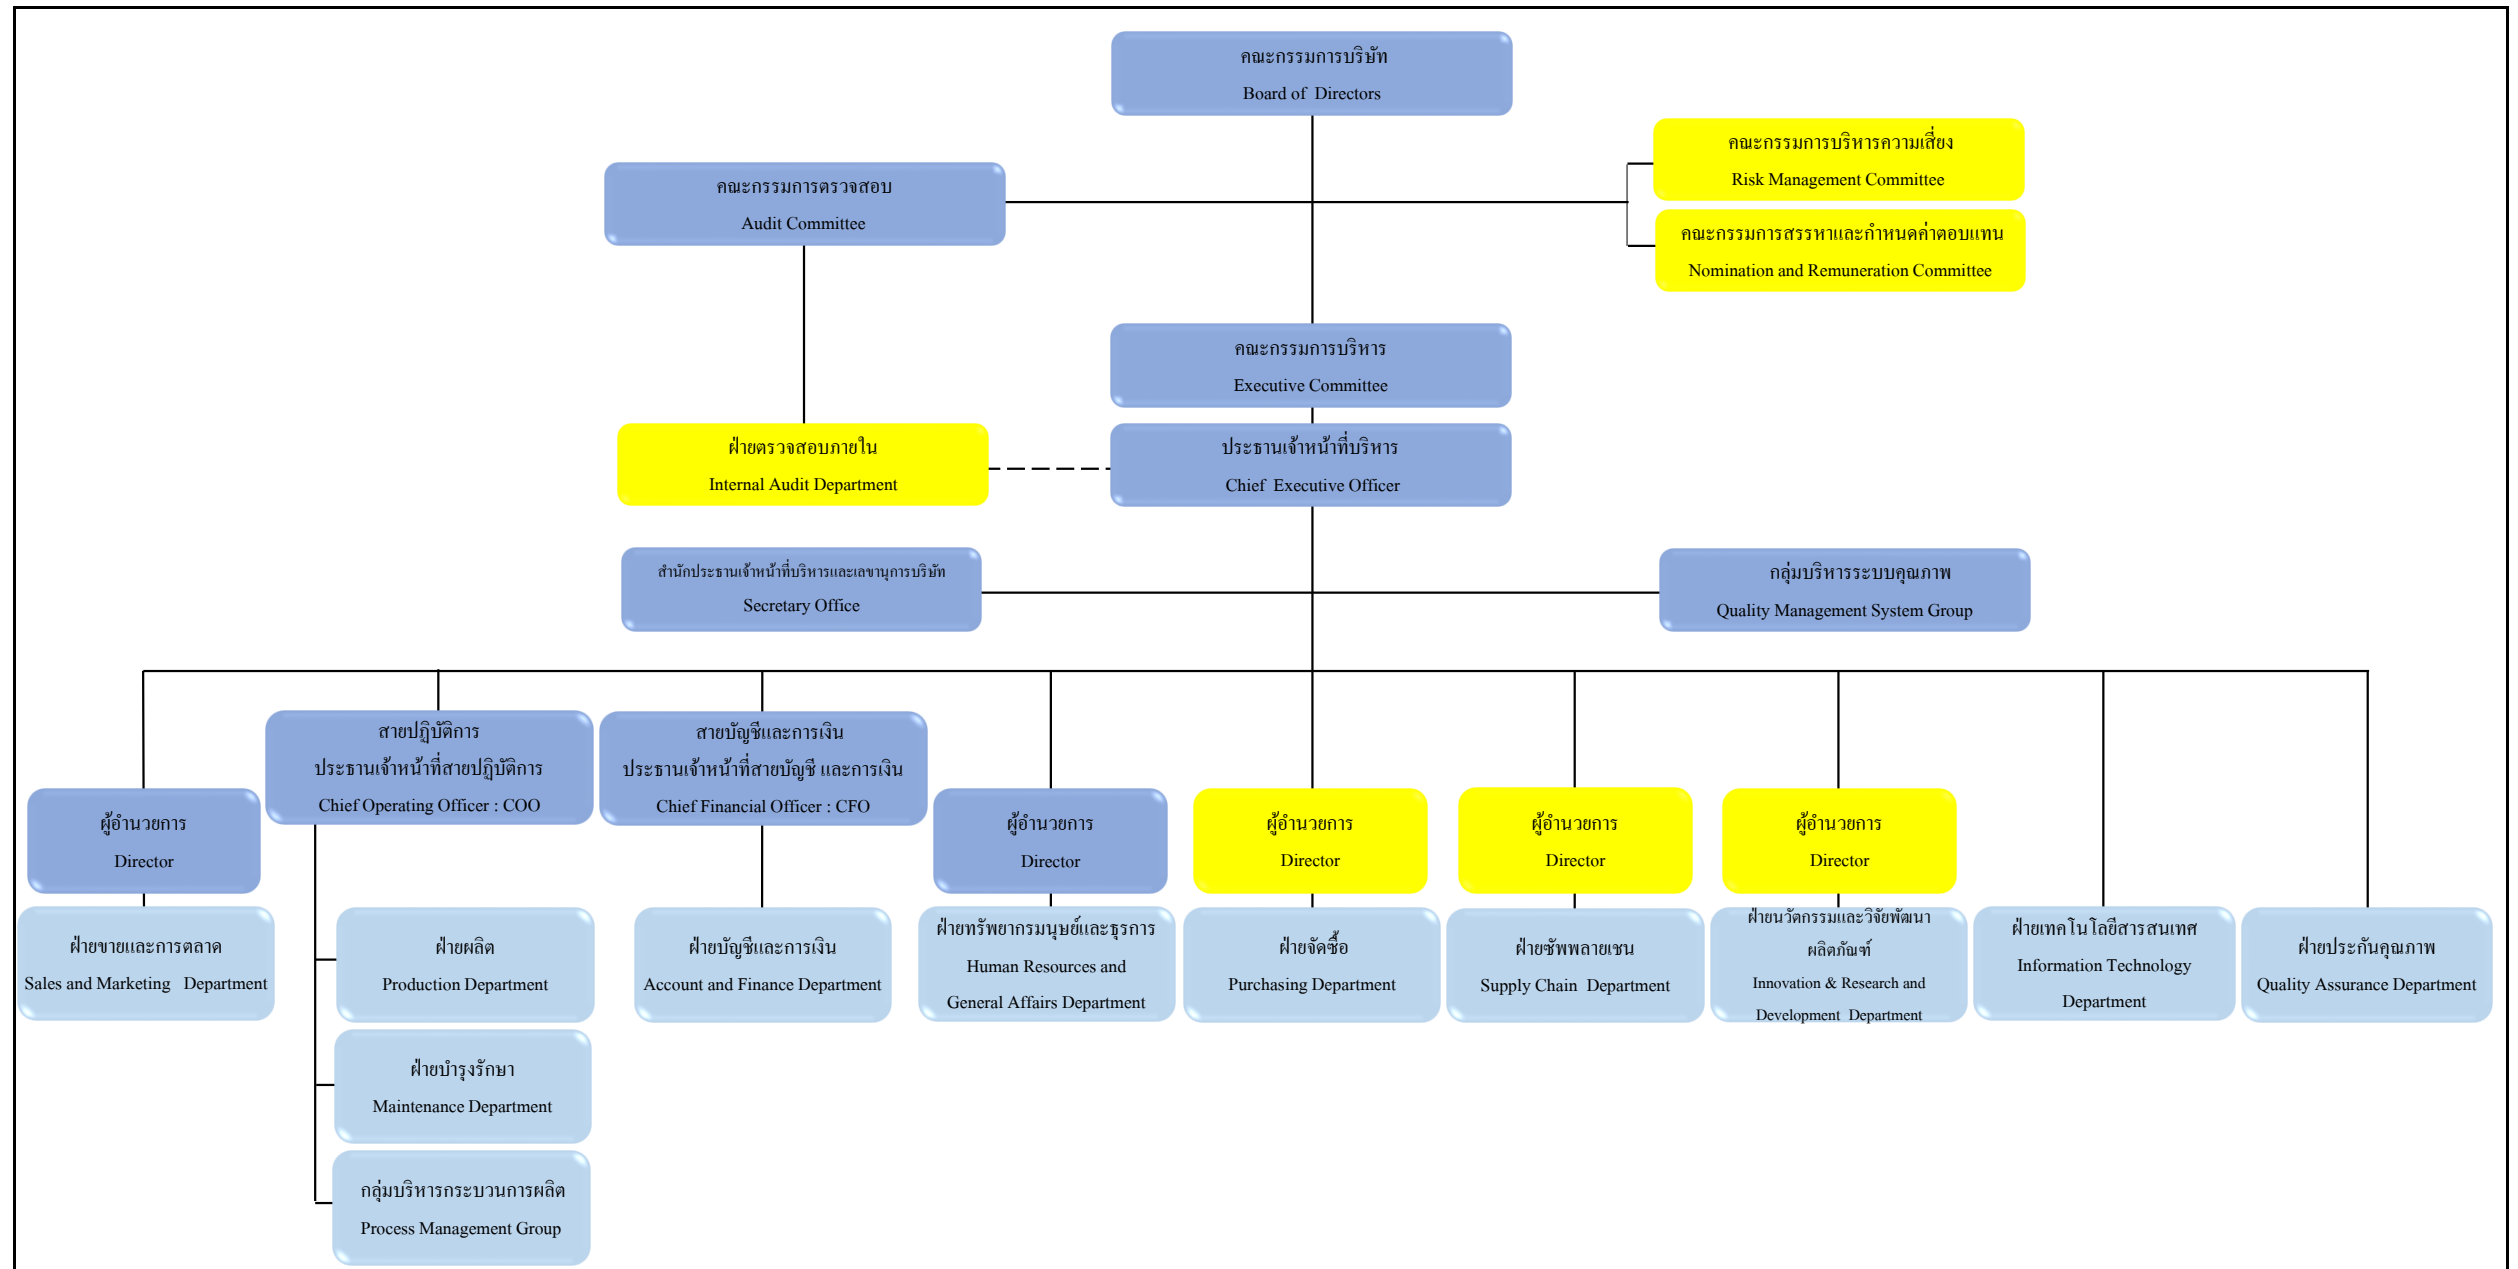 คณะกรรมการบริษัท
Board of Directors
คณะกรรมการบริหารความเสี่ยง
Risk Management Committee
คณะกรรมการตรวจสอบ
Audit Committee
คณะกรรมการสรรหาและกำหนดค่าตอบแทน
Nomination and Remuneration Committee
คณะกรรมการบริหาร
Executive Committee
ฝ่ายตรวจสอบภายใน
Internal Audit Department
ประธานเจ้าหน้าที่บริหาร
Chief Executive Officer
สำนักประธานเจ้าหน้าที่บริหารและเลขานุการบริษัท
Secretary Office
กลุ่มบริหารระบบคุณภาพ
Quality Management System Group
ผู้อำนวยการ
Director
สายปฏิบัติการ
ประธานเจ้าหน้าที่สายปฏิบัติการ
Chief Operating Officer : COO
สายบัญชีและการเงิน
ประธานเจ้าหน้าที่สายบัญชี และการเงิน
Chief Financial Officer : CFO
ผู้อำนวยการ
Director
ผู้อำนวยการ
Director
ผู้อำนวยการ
Director
ผู้อำนวยการ
Director
ฝ่ายขายและการตลาด
Sales and Marketing Department
ฝ่ายผลิต
Production Department
ฝ่ายบัญชีและการเงิน
Account and Finance Department
ฝ่ายทรัพยากรมนุษย์และธุรการ
Human Resources and
General Affairs Department
ฝ่ายจัดซื้อ
Purchasing Department
ฝ่ายซัพพลายเชน
Supply Chain Department
ฝ่ายนวัตกรรมและวิจัยพัฒนา
ผลิตภัณฑ์
Innovation & Research and
Development Department
ฝ่ายเทคโนโลยีสารสนเทศ
Information Technology
Department
ฝ่ายประกันคุณภาพ
Quality Assurance Department
ฝ่ายบำรุงรักษา
Maintenance Department
กลุ่มบริหารกระบวนการผลิต
Process Management Group